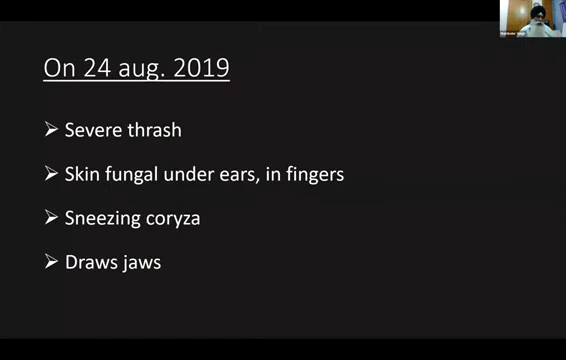 On 24 aug. 2019
➤ Severe thrash
➤ Skin fungal under ears, in fingers
➤ Sneezing coryza
➤ Draws jaws